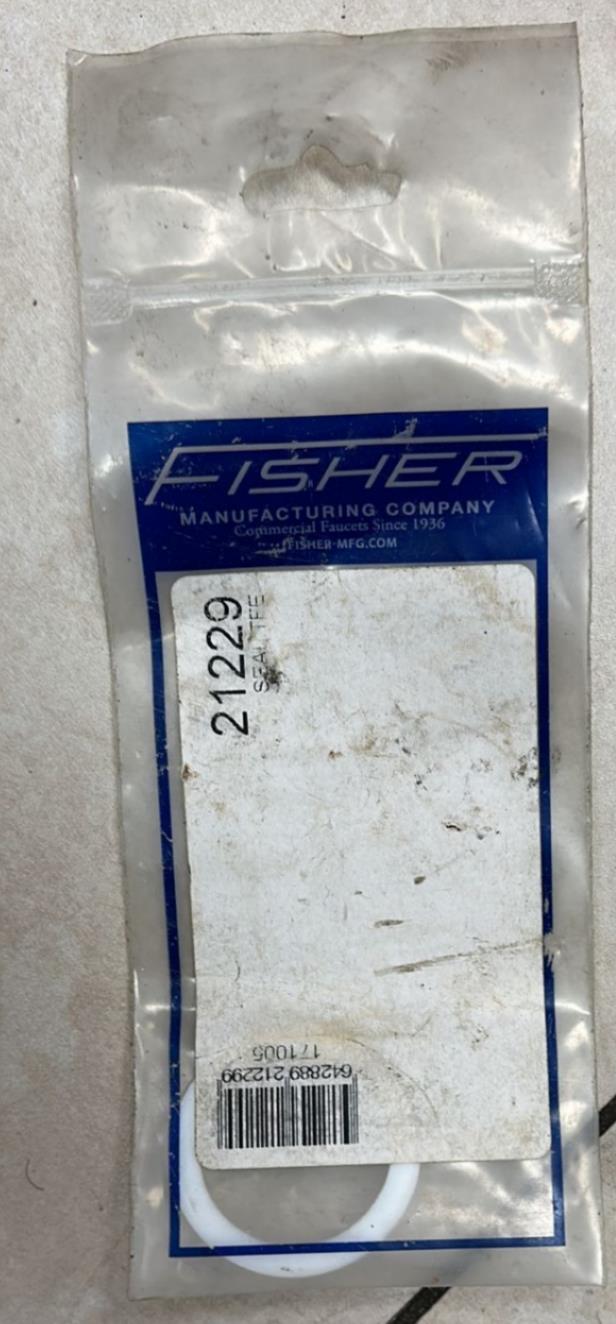 FISHER
MANUFACTURING COMPANY
Commercial Faucets Since 1936
FISHER-MFG.COM
21229
SEAL TFE
171005
642889 212299